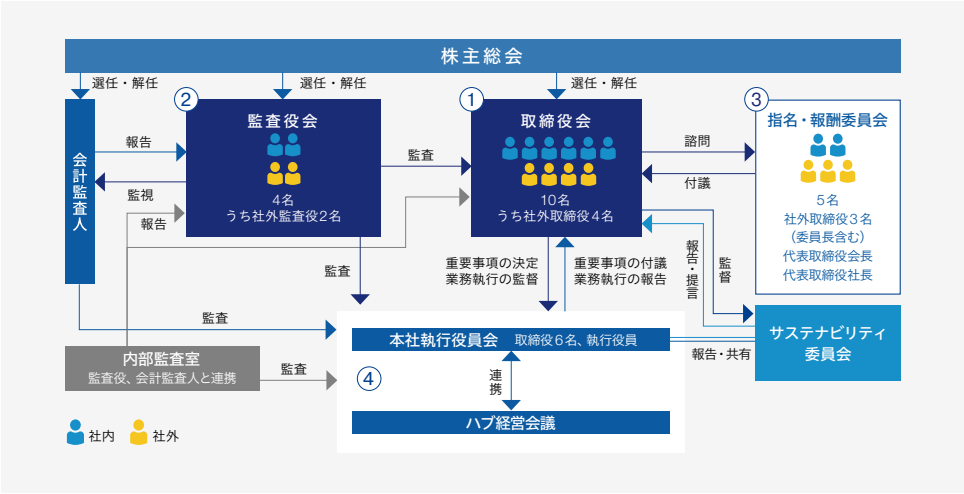 株主総会
選任・解任
選任・解任
選任・解任
会計監査人
②
監査役会
4名
うち社外監査役2名
①
取締役会
10名
うち社外取締役4名
③
指名・報酬委員会
5名
社外取締役3名
（委員長含む）
代表取締役会長
代表取締役社長
報告
監視
報告
監査
諮問
付議
監査
重要事項の決定
業務執行の監督
重要事項の付議
業務執行の報告
報告・提言
監督
監査
サステナビリティ
委員会
本社執行役員会 取締役6名、執行役員
報告・共有
内部監査室
監査役、会計監査人と連携
監査
④
連携
ハブ経営会議
社内
社外